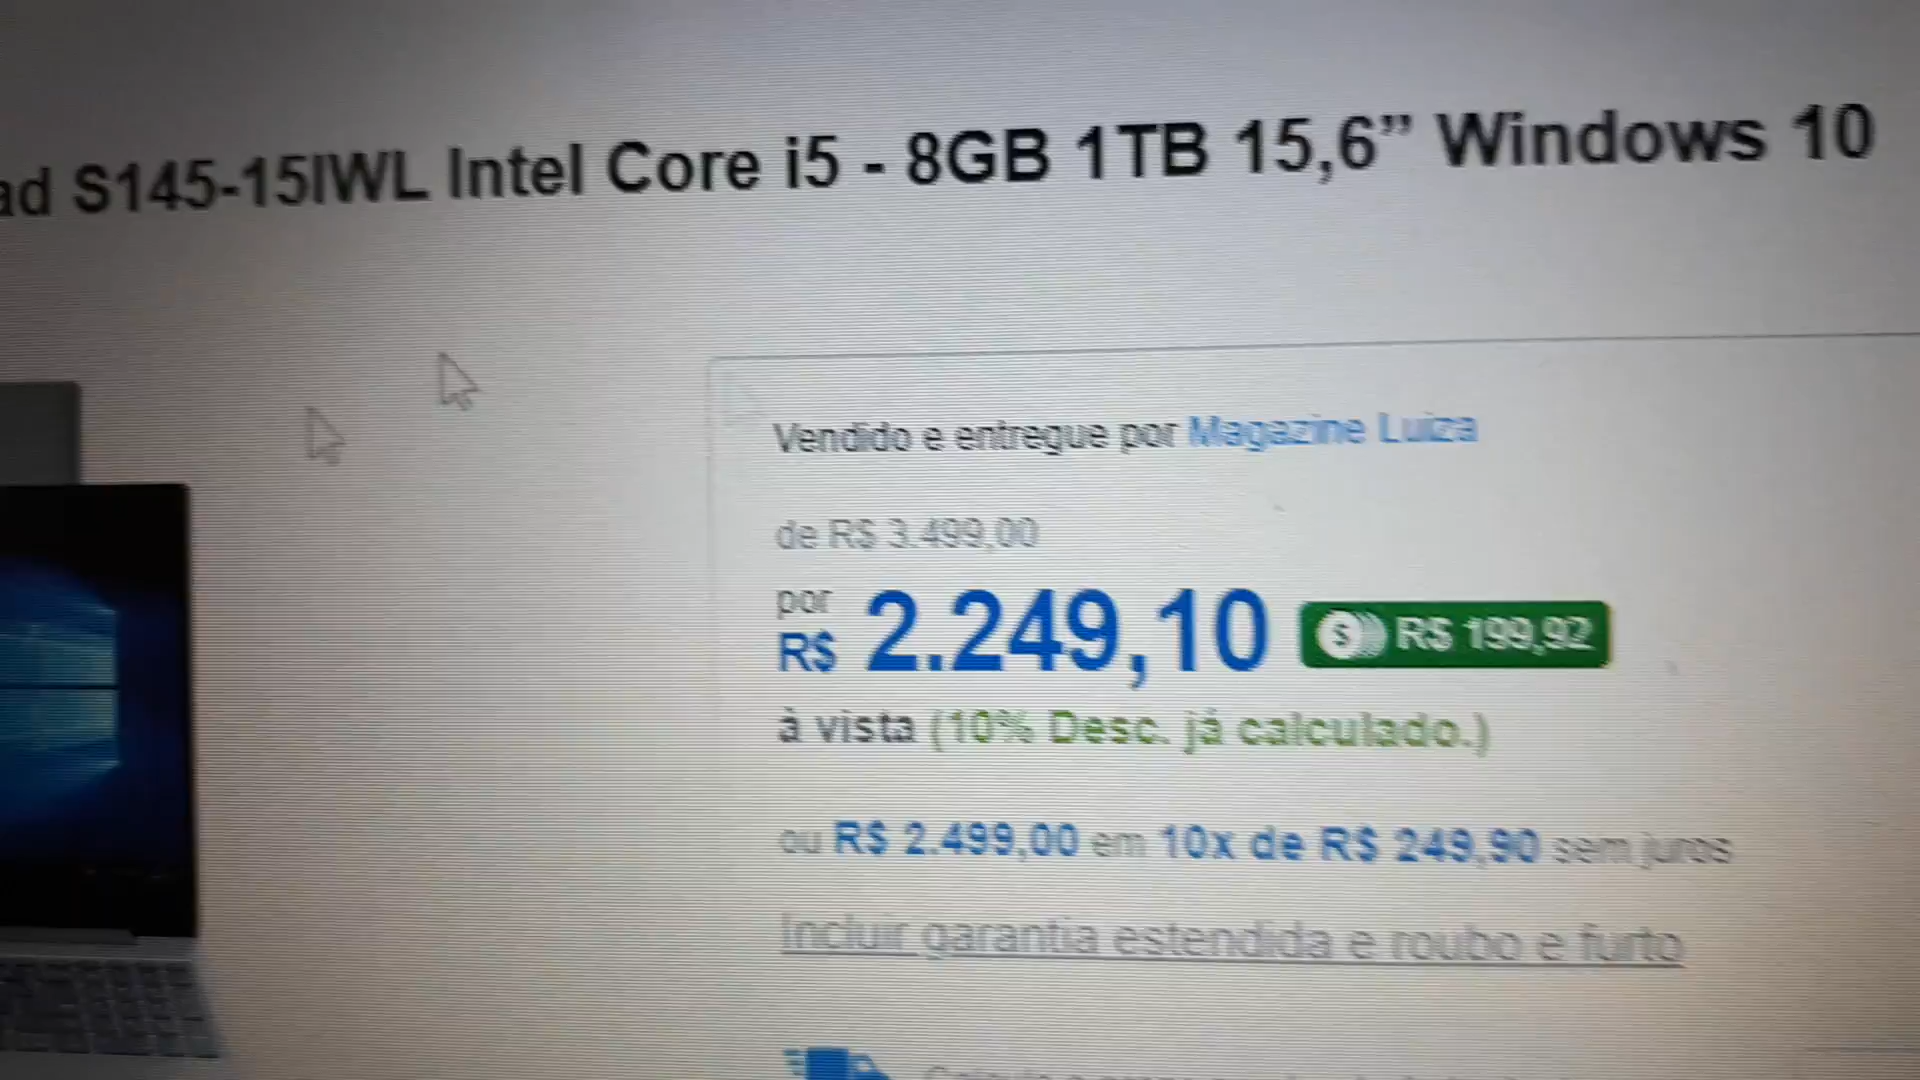 ad S145-15IWL Intel Core i5 - 8GB 1TB 15,6” Windows 10
Vendido e entregue por Magazine Luiza
de R$ 3.499,00
por
R$ 2.249,10 R$ 199,92
à vista (10% Desc. já calculado.)
ou R$ 2.499,00 em 10x de R$ 249,90 sem juros
Incluir garantia estendida e roubo e furto